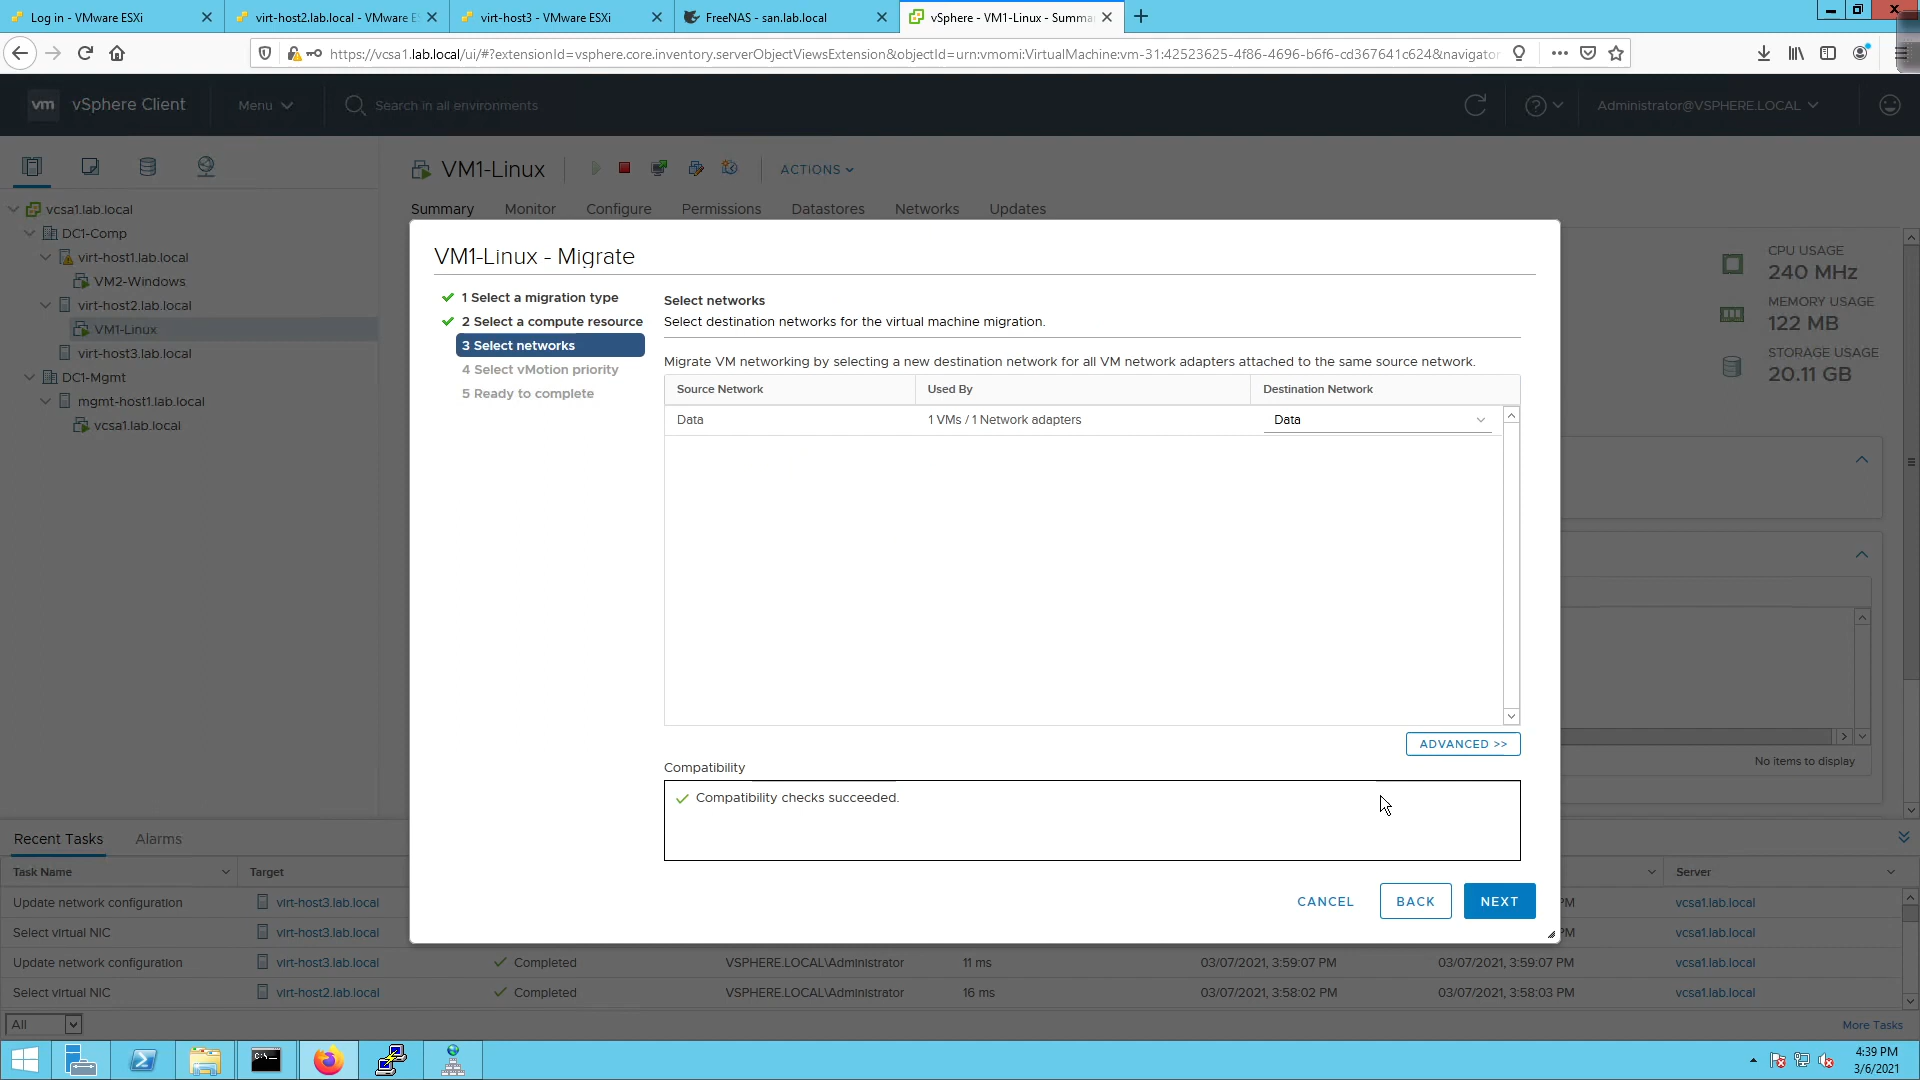 Log in - VMware ESXi
virt-host2.lab.local - VMware E
virt-host3 - VMware ESXi
FreeNAS - san.lab.local
vSphere - VM1-Linux - Summa
https://vcsa1.lab.local/ui/#?extensionId=vsphere.core.inventory.serverObjectViewsExtension&objectId=urn:vmomi:VirtualMachine:vm-31:42523625-4f86-4696-b6f6-cd367641c624&navigator
vm vSphere Client
Menu
Search in all environments
Administrator@VSPHERE.LOCAL
VM1-Linux
ACTIONS
Summary
Monitor
Configure
Permissions
Datastores
Networks
Updates
vcsa1.lab.local
DC1-Comp
virt-host1.lab.local
VM2-Windows
virt-host2.lab.local
VM1-Linux
virt-host3.lab.local
DC1-Mgmt
mgmt-host1.lab.local
vcsa1.lab.local
CPU USAGE
240 MHz
MEMORY USAGE
122 MB
STORAGE USAGE
20.11 GB
No items to display
VM1-Linux - Migrate
1 Select a migration type
2 Select a compute resource
3 Select networks
4 Select vMotion priority
5 Ready to complete
Select networks
Select destination networks for the virtual machine migration.
Migrate VM networking by selecting a new destination network for all VM network adapters attached to the same source network.
Source Network Used By Destination Network
Data 1 VMs / 1 Network adapters Data
ADVANCED >>
Compatibility
Compatibility checks succeeded.
CANCEL BACK NEXT
Recent Tasks Alarms
Task Name Target Server
Update network configuration virt-host3.lab.local PM vcsa1.lab.local
Select virtual NIC virt-host3.lab.local PM vcsa1.lab.local
Update network configuration virt-host3.lab.local Completed VSPHERE.LOCAL\Administrator 11 ms 03/07/2021, 3:59:07 PM 03/07/2021, 3:59:07 PM vcsa1.lab.local
Select virtual NIC virt-host2.lab.local Completed VSPHERE.LOCAL\Administrator 16 ms 03/07/2021, 3:58:02 PM 03/07/2021, 3:58:03 PM vcsa1.lab.local
All
More Tasks
4:39 PM
3/6/2021